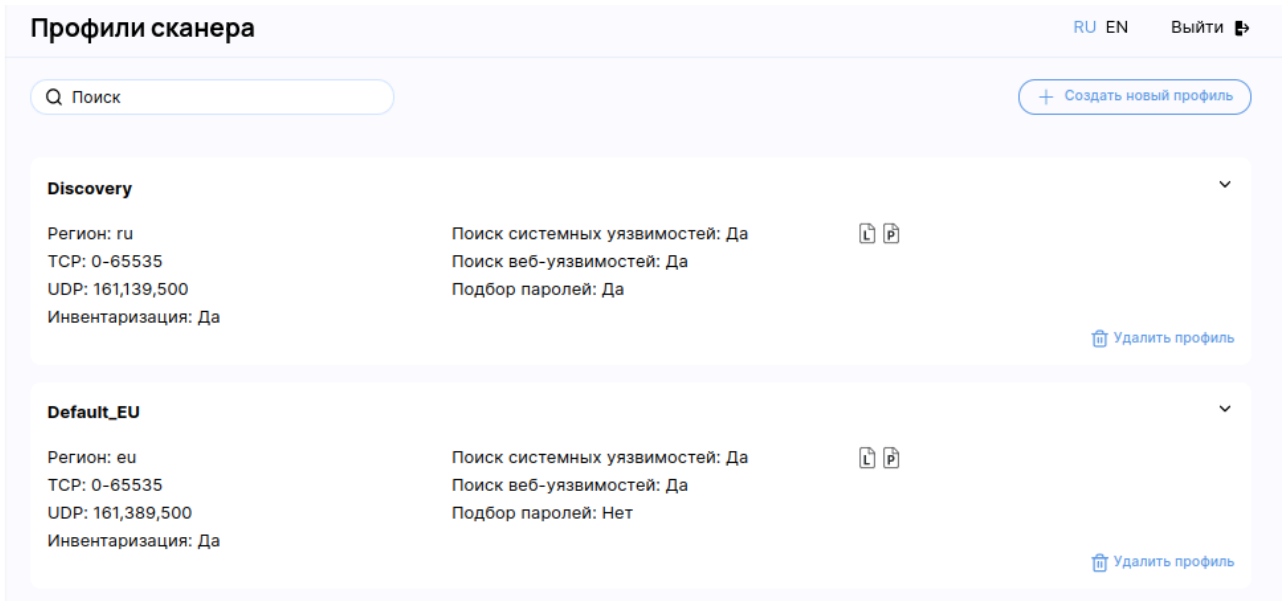 Профили сканера
RU EN Выйти
Поиск
Создать новый профиль
Discovery
Регион: ru
TCP: 0-65535
UDP: 161,139,500
Инвентаризация: Да
Поиск системных уязвимостей: Да
Поиск веб-уязвимостей: Да
Подбор паролей: Да
L P
Удалить профиль
Default_EU
Регион: eu
TCP: 0-65535
UDP: 161,389,500
Инвентаризация: Да
Поиск системных уязвимостей: Да
Поиск веб-уязвимостей: Да
Подбор паролей: Нет
L P
Удалить профиль